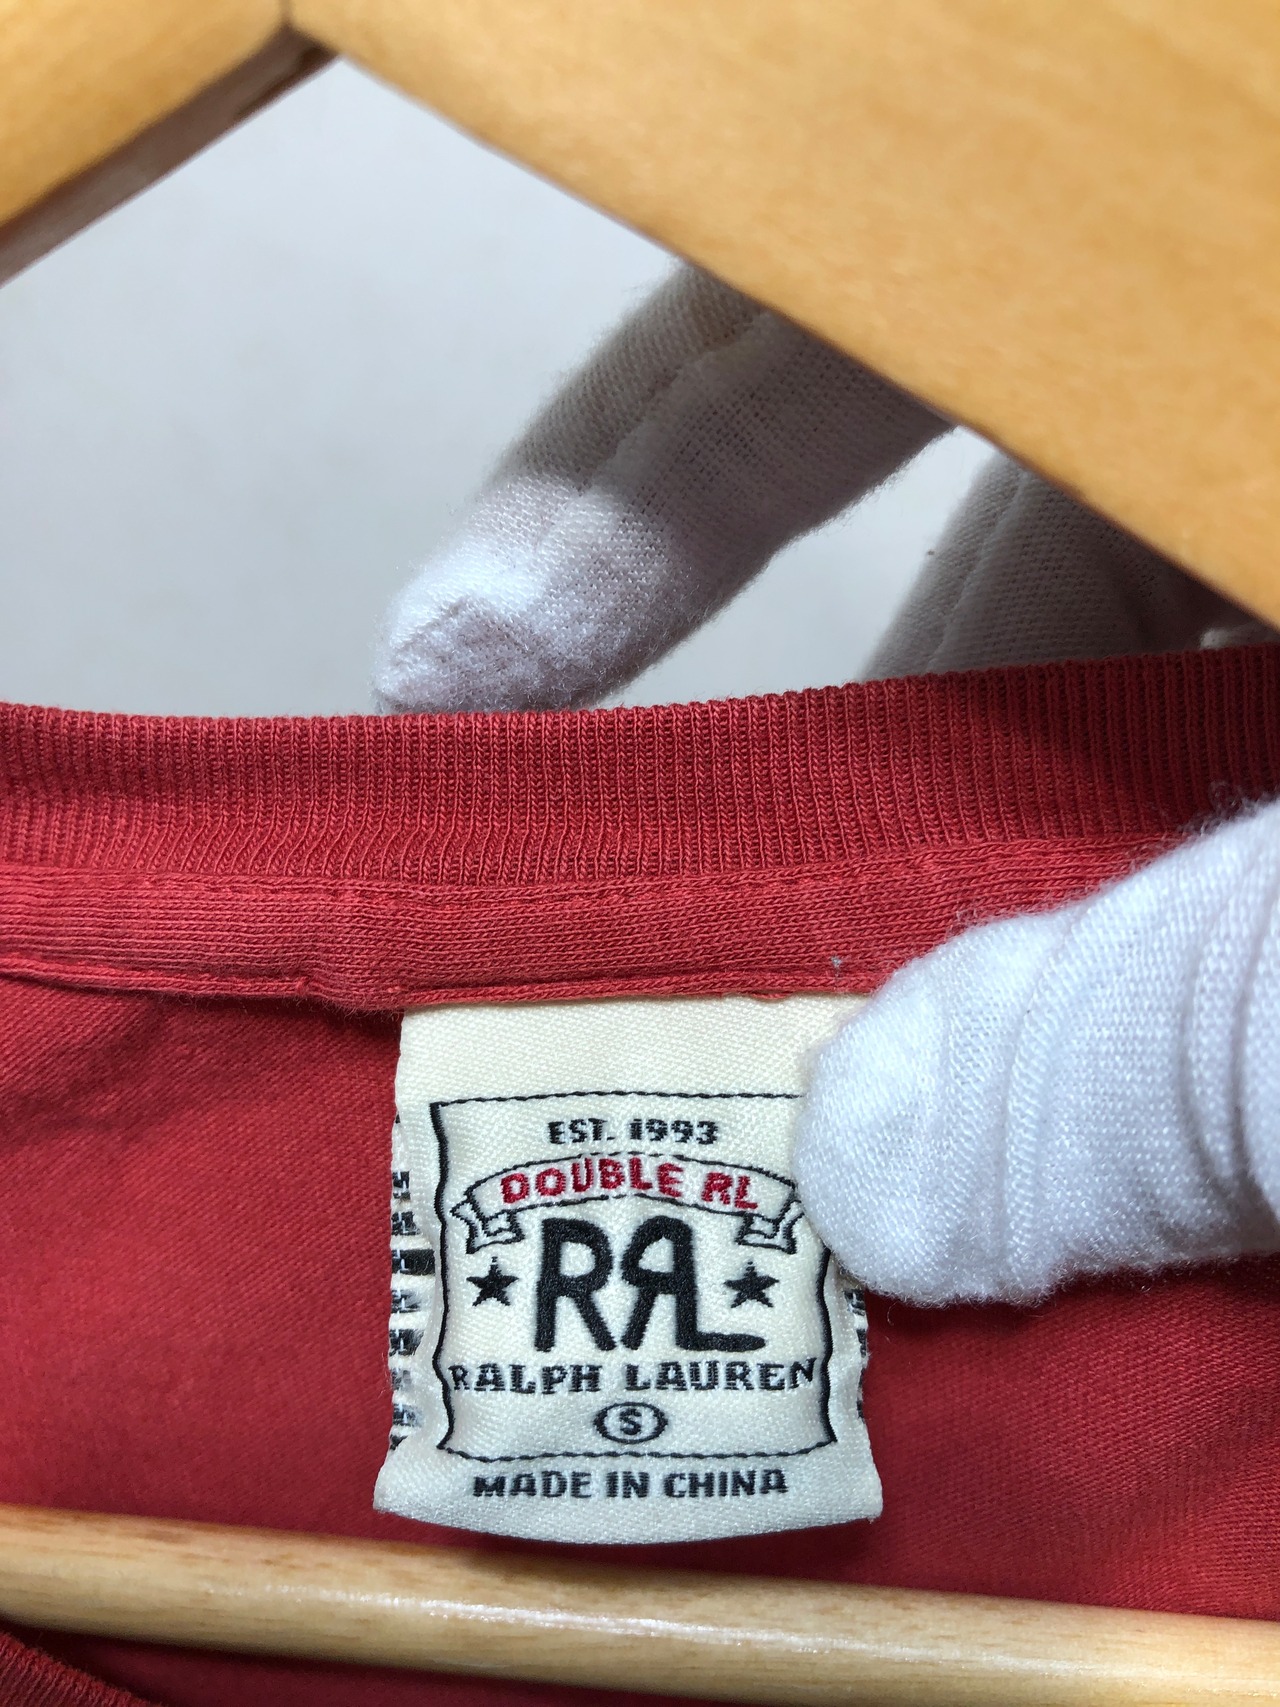 EST. 1993
DOUBLE RL
RRL
RALPH LAUREN
S
MADE IN CHINA